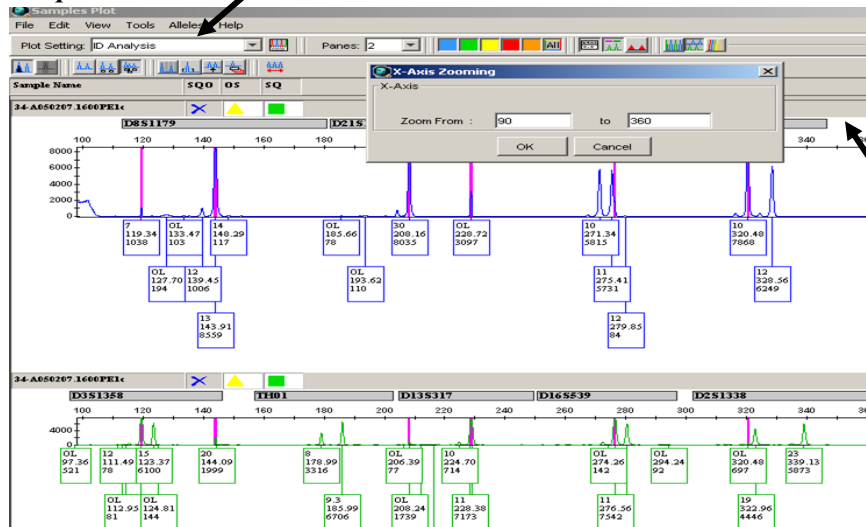 Samples Plot
File Edit View Tools Alleles Help
Plot Setting: ID Analysis Panes: 2 All
Sample Name SQO OS SQ
X-Axis Zooming
X-Axis
Zoom From : 90 to 360
OK Cancel
34-A050207.1600PE1c
D8S1179 D21S
100 120 140 160 340
8000
6000
4000
2000
0
7 OL 14 OL 30 OL 10 10
119.34 133.47 148.29 185.66 208.16 228.72 271.34 320.48
1038 103 117 78 8035 3097 5815 7868
OL 12 OL 11 12
127.70 139.45 193.62 275.41 328.56
194 1006 110 5731 6249
13 12
143.91 279.85
8559 84
34-A050207.1600PE1c
D3S1358 TH01 D13S317 D16S539 D2S1338
100 120 140 160 180 200 220 240 260 280 300 320 340
4000
0
OL 12 15 20 8 OL 10 OL OL OL 23
97.36 111.49 123.37 144.09 178.99 206.39 224.70 274.26 294.24 320.48 339.13
521 78 6100 1999 3316 77 714 142 92 697 5873
OL OL 9.3 OL 11 11 19
112.95 124.81 185.99 208.24 228.38 276.56 322.96
81 144 6706 1739 7173 7542 4446